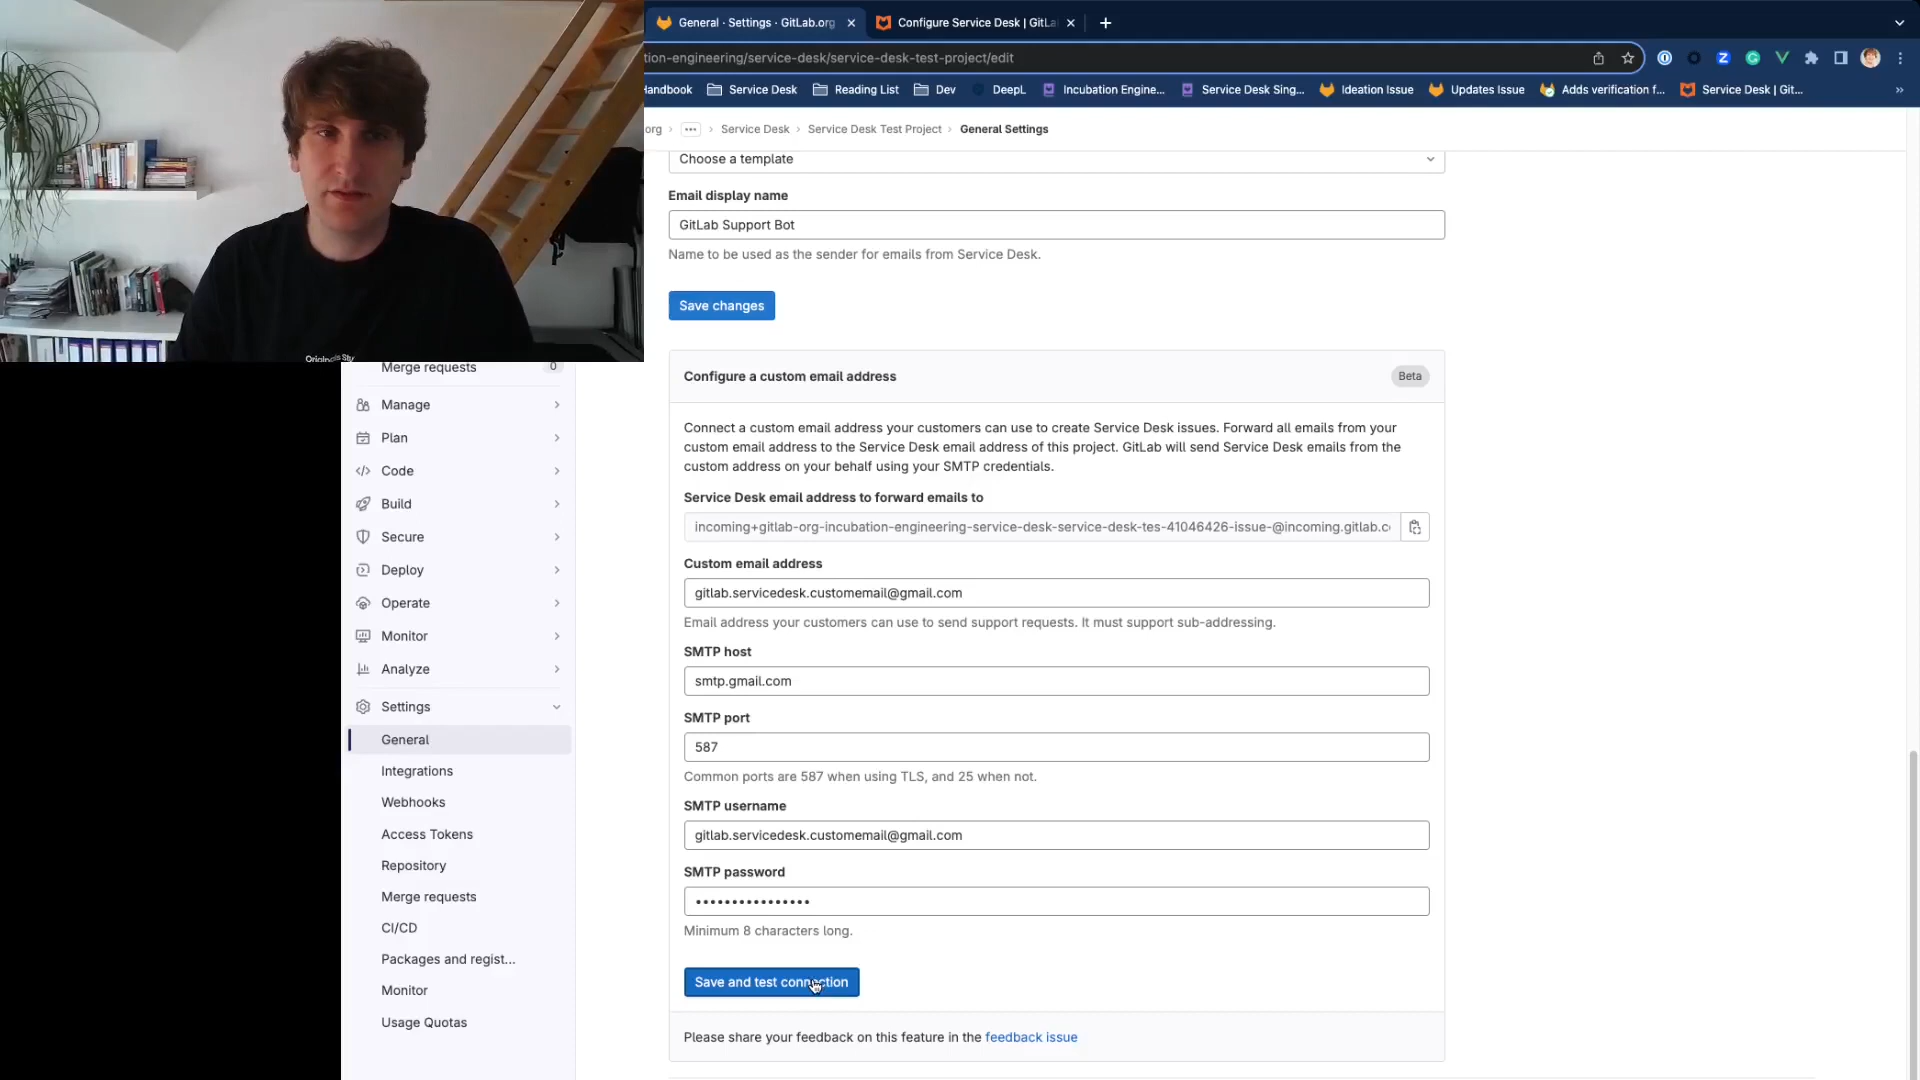 General · Settings · GitLab.org
Configure Service Desk | GitLa
tion-engineering/service-desk/service-desk-test-project/edit
Handbook
Service Desk
Reading List
Dev
DeepL
Incubation Engine...
Service Desk Sing...
Ideation Issue
Updates Issue
Adds verification f...
Service Desk | Git...
»
org › ··· › Service Desk › Service Desk Test Project › General Settings
Choose a template
Email display name
GitLab Support Bot
Name to be used as the sender for emails from Service Desk.
Save changes
Configure a custom email address
Beta
Connect a custom email address your customers can use to create Service Desk issues. Forward all emails from your
custom email address to the Service Desk email address of this project. GitLab will send Service Desk emails from the
custom address on your behalf using your SMTP credentials.
Service Desk email address to forward emails to
incoming+gitlab-org-incubation-engineering-service-desk-service-desk-tes-41046426-issue-@incoming.gitlab.c
Custom email address
gitlab.servicedesk.customemail@gmail.com
Email address your customers can use to send support requests. It must support sub-addressing.
SMTP host
smtp.gmail.com
SMTP port
587
Common ports are 587 when using TLS, and 25 when not.
SMTP username
gitlab.servicedesk.customemail@gmail.com
SMTP password
••••••••••••••••
Minimum 8 characters long.
Save and test connection
Please share your feedback on this feature in the feedback issue
Merge requests 0
Manage
Plan
Code
Build
Secure
Deploy
Operate
Monitor
Analyze
Settings
General
Integrations
Webhooks
Access Tokens
Repository
Merge requests
CI/CD
Packages and regist...
Monitor
Usage Quotas